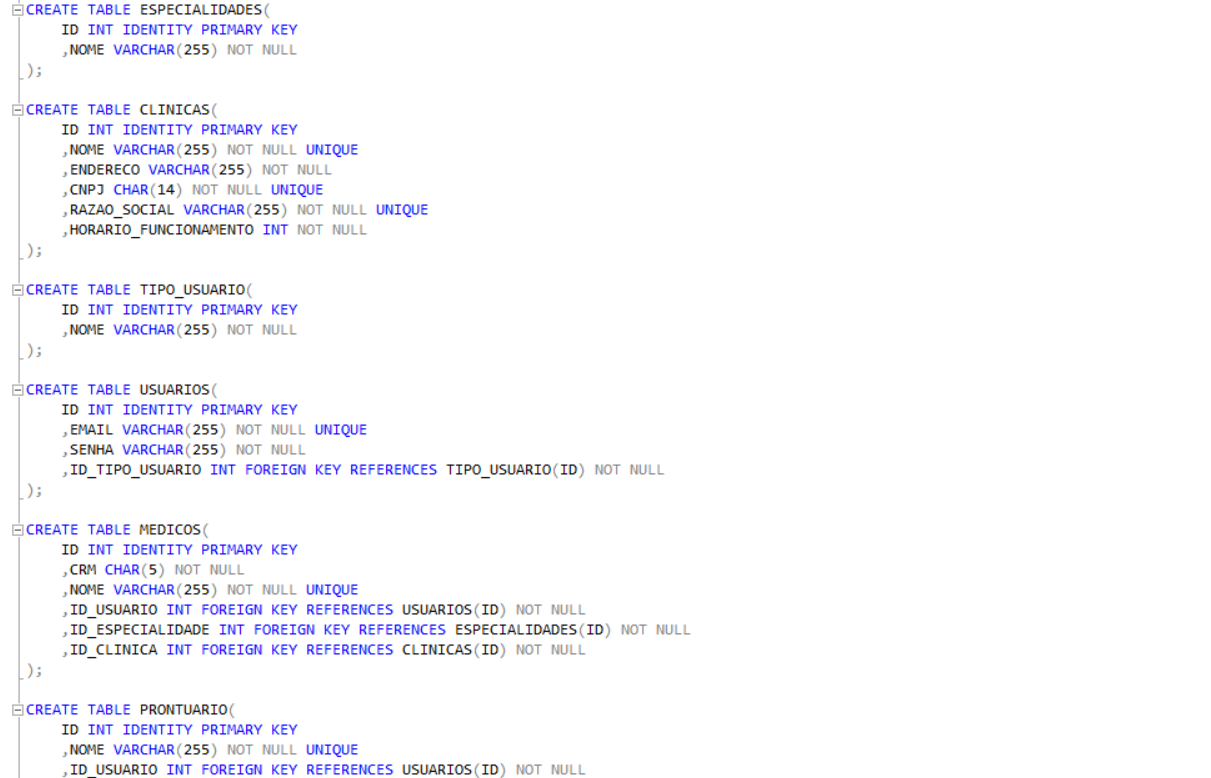 CREATE TABLE ESPECIALIDADES(
ID INT IDENTITY PRIMARY KEY
,NOME VARCHAR(255) NOT NULL
);
CREATE TABLE CLINICAS(
ID INT IDENTITY PRIMARY KEY
,NOME VARCHAR(255) NOT NULL UNIQUE
,ENDERECO VARCHAR(255) NOT NULL
,CNPJ CHAR(14) NOT NULL UNIQUE
,RAZAO_SOCIAL VARCHAR(255) NOT NULL UNIQUE
,HORARIO_FUNCIONAMENTO INT NOT NULL
);
CREATE TABLE TIPO_USUARIO(
ID INT IDENTITY PRIMARY KEY
,NOME VARCHAR(255) NOT NULL
);
CREATE TABLE USUARIOS(
ID INT IDENTITY PRIMARY KEY
,EMAIL VARCHAR(255) NOT NULL UNIQUE
,SENHA VARCHAR(255) NOT NULL
,ID_TIPO_USUARIO INT FOREIGN KEY REFERENCES TIPO_USUARIO(ID) NOT NULL
);
CREATE TABLE MEDICOS(
ID INT IDENTITY PRIMARY KEY
,CRM CHAR(5) NOT NULL
,NOME VARCHAR(255) NOT NULL UNIQUE
,ID_USUARIO INT FOREIGN KEY REFERENCES USUARIOS(ID) NOT NULL
,ID_ESPECIALIDADE INT FOREIGN KEY REFERENCES ESPECIALIDADES(ID) NOT NULL
,ID_CLINICA INT FOREIGN KEY REFERENCES CLINICAS(ID) NOT NULL
);
CREATE TABLE PRONTUARIO(
ID INT IDENTITY PRIMARY KEY
,NOME VARCHAR(255) NOT NULL UNIQUE
,ID_USUARIO INT FOREIGN KEY REFERENCES USUARIOS(ID) NOT NULL